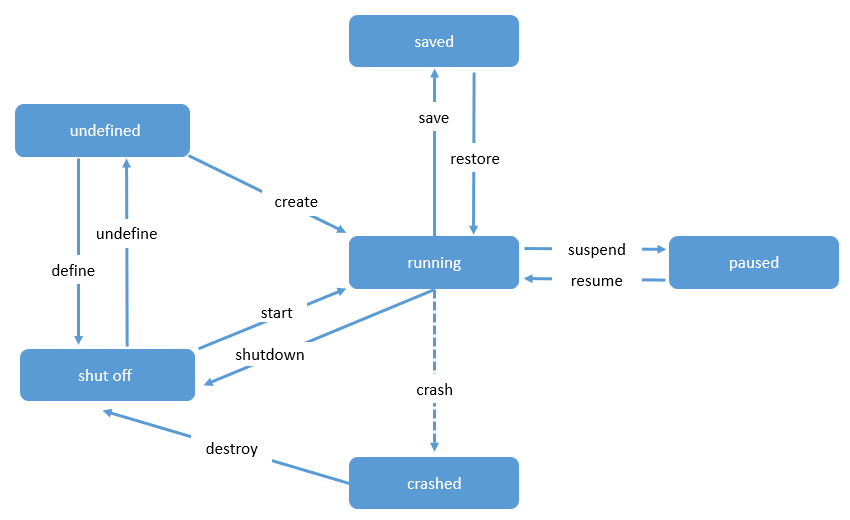 saved
save
undefined
restore
create
undefine
suspend
define
running
paused
resume
start
shutdown
shut off
crash
destroy
crashed